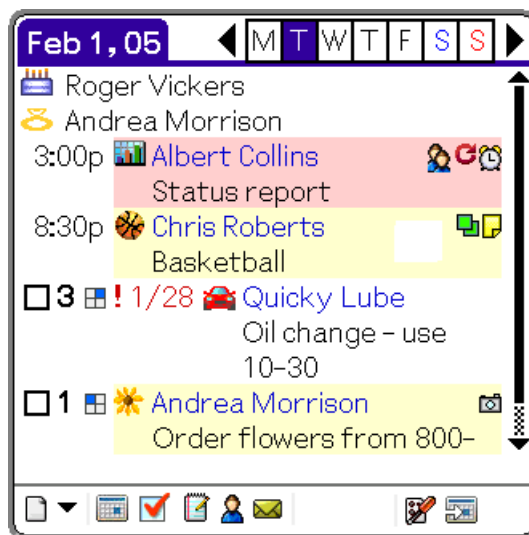 Feb 1, 05 M T W T F S S
Roger Vickers
Andrea Morrison
3:00p Albert Collins
Status report
8:30p Chris Roberts
Basketball
3 ! 1/28 Quicky Lube
Oil change - use
10-30
1 Andrea Morrison
Order flowers from 800-